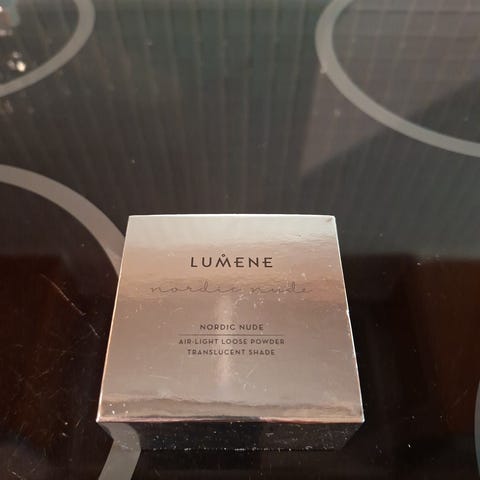 LUMENE
nordic nude
NORDIC NUDE
AIR-LIGHT LOOSE POWDER
TRANSLUCENT SHADE